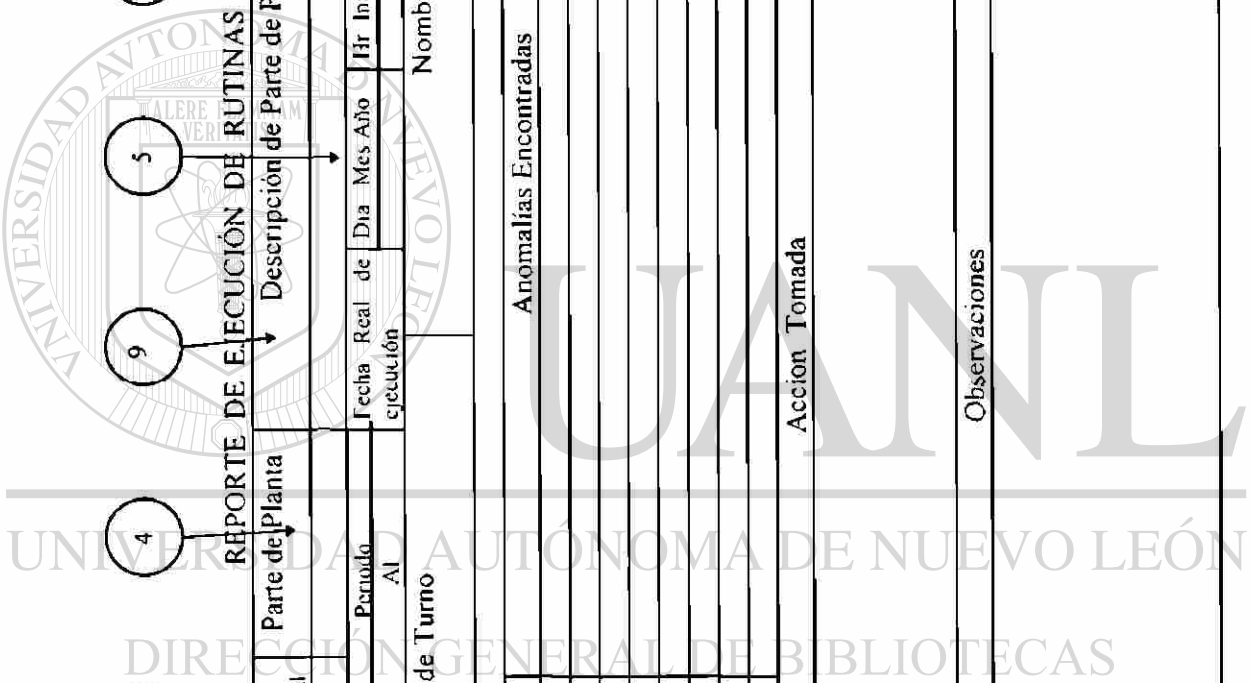 4 9 5
REPORTE DE EJECUCIÓN DE RUTINAS
Parte de Planta Descripción de Parte de P
Periodo Fecha Real de Dia Mes Año Hr In
Al ejecución
de Turno Nomb
Anomalías Encontradas
Accion Tomada
Observaciones
UNIVERSIDAD AUTONOMA DE NUEVO LEON
ALERE FLAMMAM
VERITATIS
UANL
UNIVERSIDAD AUTÓNOMA DE NUEVO LEÓN
DIRECCIÓN GENERAL DE BIBLIOTECAS